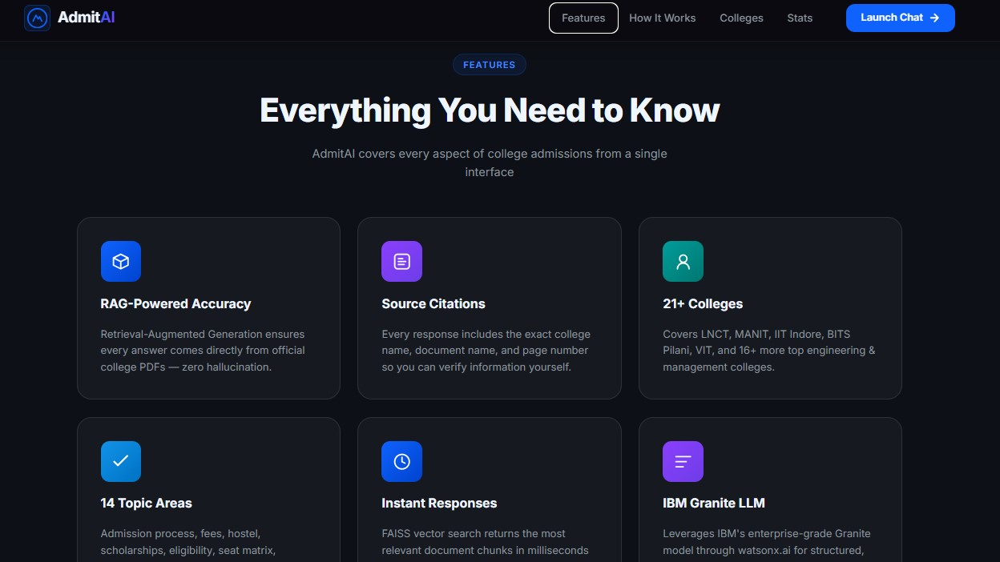 AdmitAI
Features
How It Works
Colleges
Stats
Launch Chat →
FEATURES
Everything You Need to Know
AdmitAI covers every aspect of college admissions from a single
interface
RAG-Powered Accuracy
Retrieval-Augmented Generation ensures
every answer comes directly from official
college PDFs — zero hallucination.
Source Citations
Every response includes the exact college
name, document name, and page number
so you can verify information yourself.
21+ Colleges
Covers LNCT, MANIT, IIT Indore, BITS
Pilani, VIT, and 16+ more top engineering &
management colleges.
14 Topic Areas
Admission process, fees, hostel,
scholarships, eligibility, seat matrix,
Instant Responses
FAISS vector search returns the most
relevant document chunks in milliseconds
IBM Granite LLM
Leverages IBM's enterprise-grade Granite
model through watsonx.ai for structured,